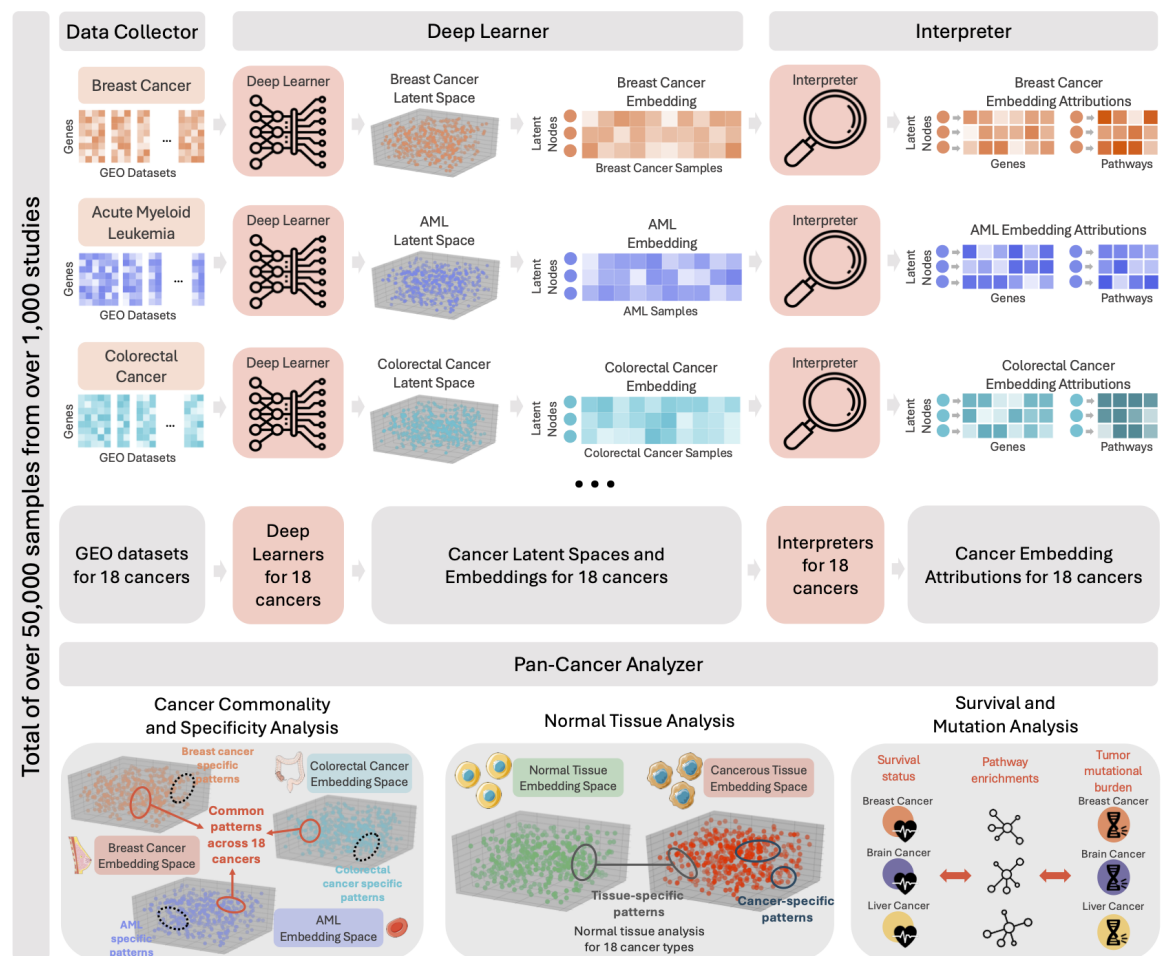 Total of over 50,000 samples from over 1,000 studies
Data Collector
Deep Learner
Interpreter
Breast Cancer
Genes
...
GEO Datasets
Deep Learner
Breast Cancer
Latent Space
Breast Cancer
Embedding
Latent
Nodes
Breast Cancer Samples
Interpreter
Breast Cancer
Embedding Attributions
Latent
Nodes
Genes
Pathways
Acute Myeloid
Leukemia
Genes
...
GEO Datasets
Deep Learner
AML
Latent Space
AML
Embedding
Latent
Nodes
AML Samples
Interpreter
AML Embedding Attributions
Latent
Nodes
Genes
Pathways
Colorectal
Cancer
Genes
...
GEO Datasets
Deep Learner
Colorectal Cancer
Latent Space
Colorectal Cancer
Embedding
Latent
Nodes
Colorectal Cancer Samples
Interpreter
Colorectal Cancer
Embedding Attributions
Latent
Nodes
Genes
Pathways
...
GEO datasets
for 18 cancers
Deep
Learners
for 18
cancers
Cancer Latent Spaces and
Embeddings for 18 cancers
Interpreters
for 18
cancers
Cancer Embedding
Attributions for 18 cancers
Pan-Cancer Analyzer
Cancer Commonality
and Specificity Analysis
Breast cancer
specific
patterns
Colorectal Cancer
Embedding Space
Common
patterns
across 18
cancers
Breast Cancer
Embedding Space
Colorectal
cancer specific
patterns
AML
specific
patterns
AML
Embedding Space
Normal Tissue Analysis
Normal Tissue
Embedding Space
Cancerous Tissue
Embedding Space
Tissue-specific
patterns
Cancer-specific
patterns
Normal tissue analysis
for 18 cancer types
Survival and
Mutation Analysis
Survival
status
Pathway
enrichments
Tumor
mutational
burden
Breast Cancer
Breast Cancer
Brain Cancer
Brain Cancer
Liver Cancer
Liver Cancer